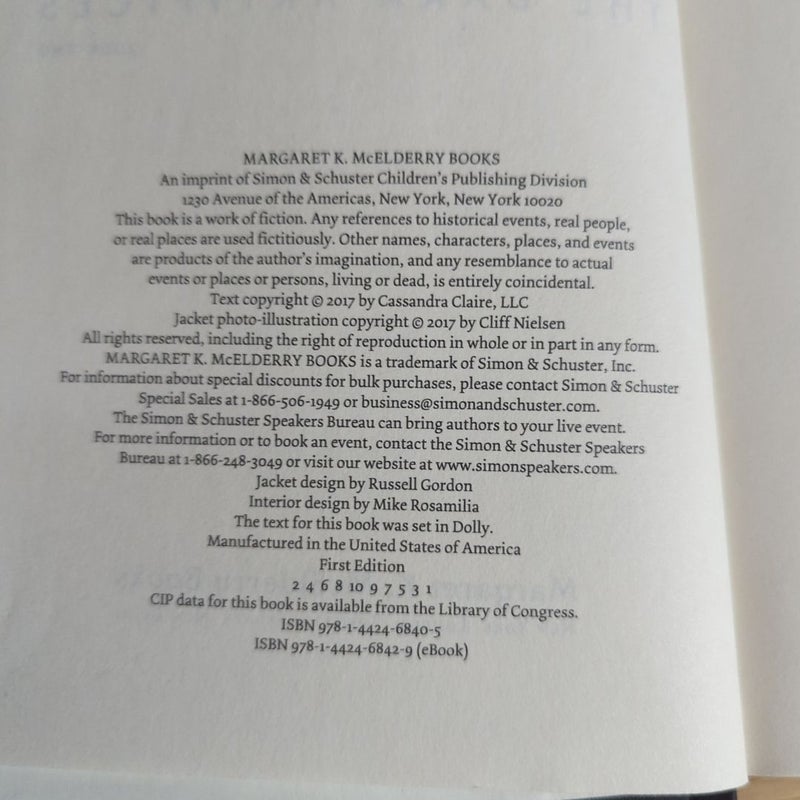 MARGARET K. McELDERRY BOOKS
An imprint of Simon & Schuster Children's Publishing Division
1230 Avenue of the Americas, New York, New York 10020
This book is a work of fiction. Any references to historical events, real people,
or real places are used fictitiously. Other names, characters, places, and events
are products of the author's imagination, and any resemblance to actual
events or places or persons, living or dead, is entirely coincidental.
Text copyright © 2017 by Cassandra Claire, LLC
Jacket photo-illustration copyright © 2017 by Cliff Nielsen
All rights reserved, including the right of reproduction in whole or in part in any form.
MARGARET K. McELDERRY BOOKS is a trademark of Simon & Schuster, Inc.
For information about special discounts for bulk purchases, please contact Simon & Schuster
Special Sales at 1-866-506-1949 or business@simonandschuster.com.
The Simon & Schuster Speakers Bureau can bring authors to your live event.
For more information or to book an event, contact the Simon & Schuster Speakers
Bureau at 1-866-248-3049 or visit our website at www.simonspeakers.com.
Jacket design by Russell Gordon
Interior design by Mike Rosamilia
The text for this book was set in Dolly.
Manufactured in the United States of America
First Edition
2 4 6 8 10 9 7 5 3 1
CIP data for this book is available from the Library of Congress.
ISBN 978-1-4424-6840-5
ISBN 978-1-4424-6842-9 (eBook)